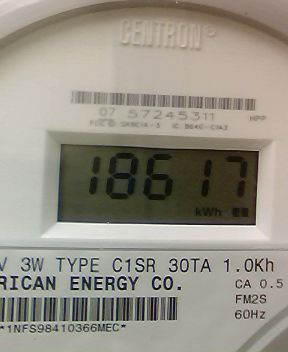 CENTRON®
07 57245311 HPP
18617
kWh
V 3W TYPE C1SR 30TA 1.0Kh
RICAN ENERGY CO. CA 0.5
FM2S
60Hz
*1NFS98410366MEC*